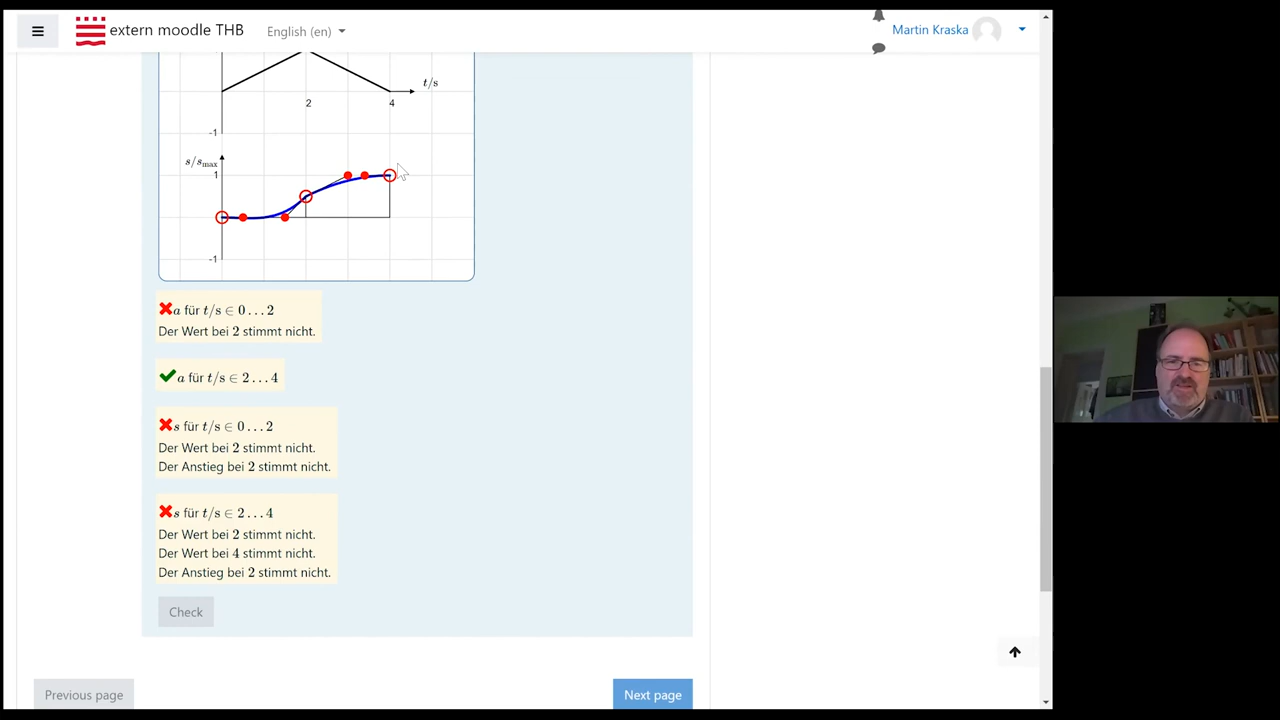 extern moodle THB
English (en)
Martin Kraska
t/s
2
4
-1
s/s_max
1
-1
a für t/s ∈ 0 … 2
Der Wert bei 2 stimmt nicht.
a für t/s ∈ 2 … 4
s für t/s ∈ 0 … 2
Der Wert bei 2 stimmt nicht.
Der Anstieg bei 2 stimmt nicht.
s für t/s ∈ 2 … 4
Der Wert bei 2 stimmt nicht.
Der Wert bei 4 stimmt nicht.
Der Anstieg bei 2 stimmt nicht.
Check
Previous page
Next page